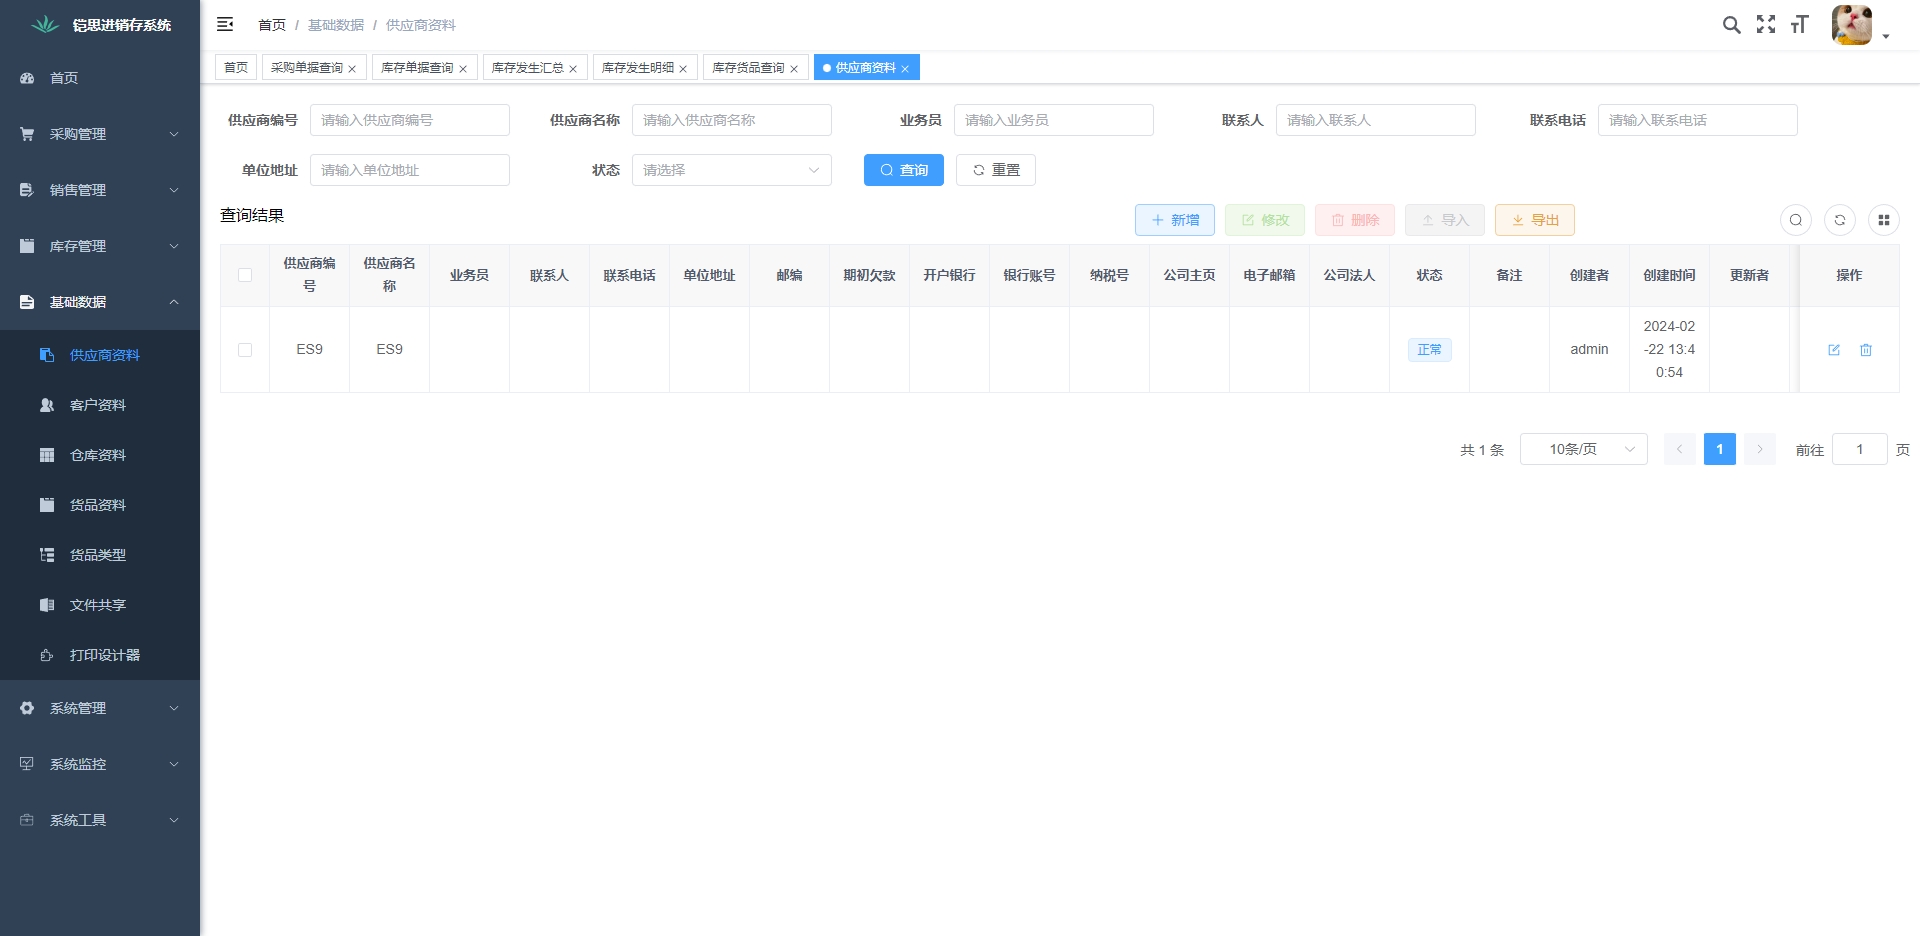 铠思进销存系统
首页 / 基础数据 / 供应商资料
首页
采购单据查询
库存单据查询
库存发生汇总
库存发生明细
库存货品查询
供应商资料
首页
采购管理
销售管理
库存管理
基础数据
供应商资料
客户资料
仓库资料
货品资料
货品类型
文件共享
打印设计器
系统管理
系统监控
系统工具
供应商编号 请输入供应商编号 供应商名称 请输入供应商名称 业务员 请输入业务员 联系人 请输入联系人 联系电话 请输入联系电话
单位地址 请输入单位地址 状态 请选择 查询 重置
查询结果 新增 修改 删除 导入 导出
供应商编号 供应商名称 业务员 联系人 联系电话 单位地址 邮编 期初欠款 开户银行 银行账号 纳税号 公司主页 电子邮箱 公司法人 状态 备注 创建者 创建时间 更新者 操作
ES9 ES9 正常 admin 2024-02-22 13:40:54
共 1 条 10条/页 1 前往 1 页